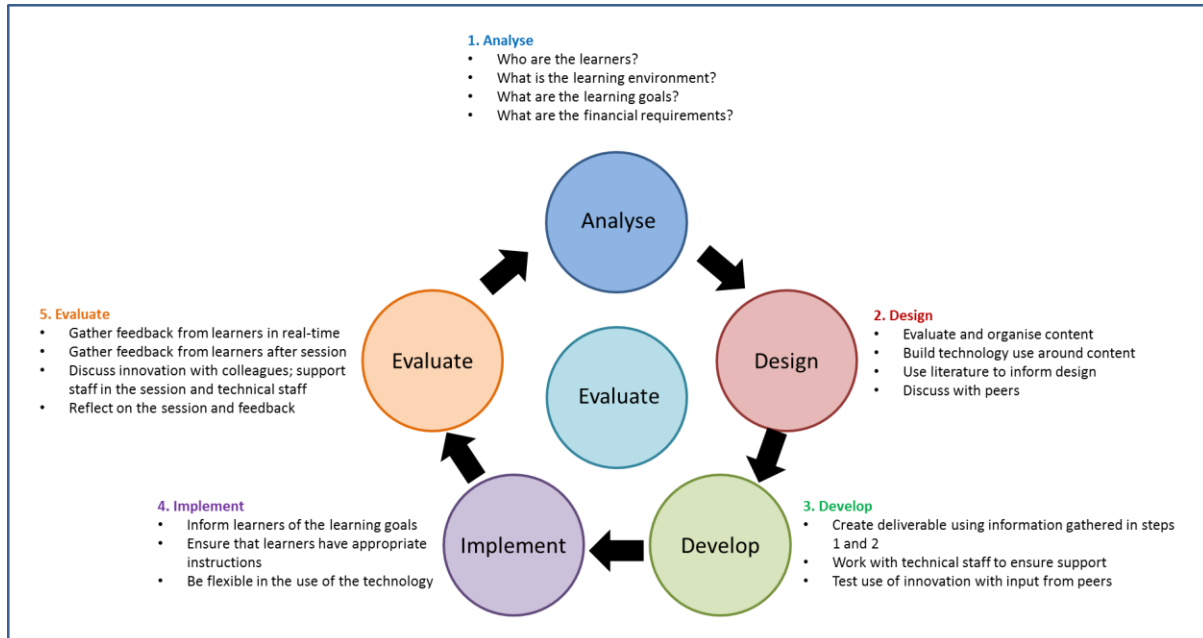 1. Analyse
• Who are the learners?
• What is the learning environment?
• What are the learning goals?
• What are the financial requirements?
Analyse
5. Evaluate
• Gather feedback from learners in real-time
• Gather feedback from learners after session
• Discuss innovation with colleagues; support
staff in the session and technical staff
• Reflect on the session and feedback
Evaluate
Evaluate
Design
2. Design
• Evaluate and organise content
• Build technology use around content
• Use literature to inform design
• Discuss with peers
4. Implement
• Inform learners of the learning goals
• Ensure that learners have appropriate
instructions
• Be flexible in the use of the technology
Implement
Develop
3. Develop
• Create deliverable using information gathered in steps
1 and 2
• Work with technical staff to ensure support
• Test use of innovation with input from peers